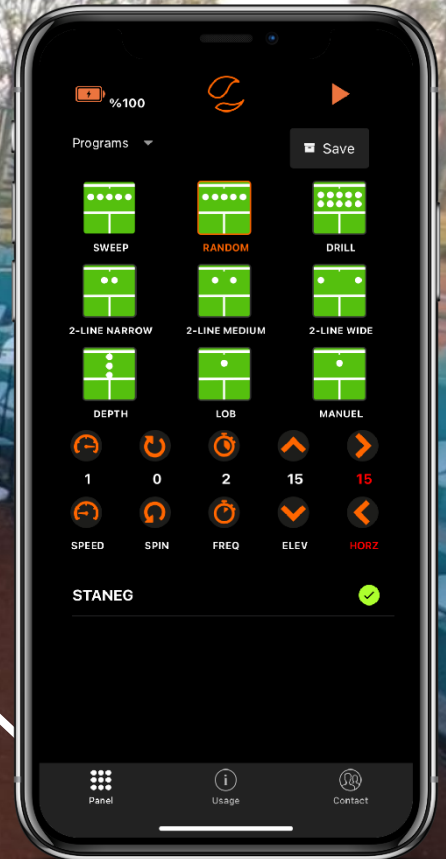 %100
Programs
Save
SWEEP RANDOM DRILL
2-LINE NARROW 2-LINE MEDIUM 2-LINE WIDE
DEPTH LOB MANUEL
1 0 2 15 15
SPEED SPIN FREQ ELEV HORZ
STANEG
Panel Usage Contact